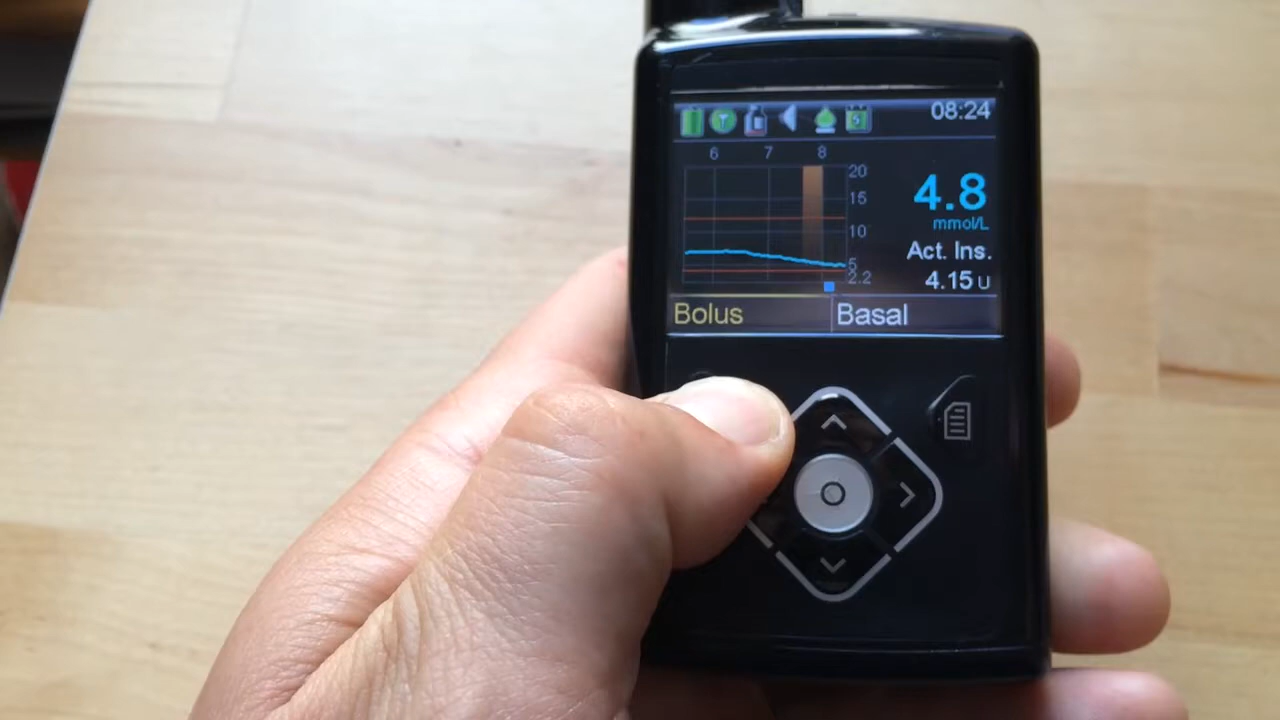 08:24
6 7 8
20
15
10
5
2.2
4.8
mmol/L
Act. Ins.
4.15 U
Bolus
Basal